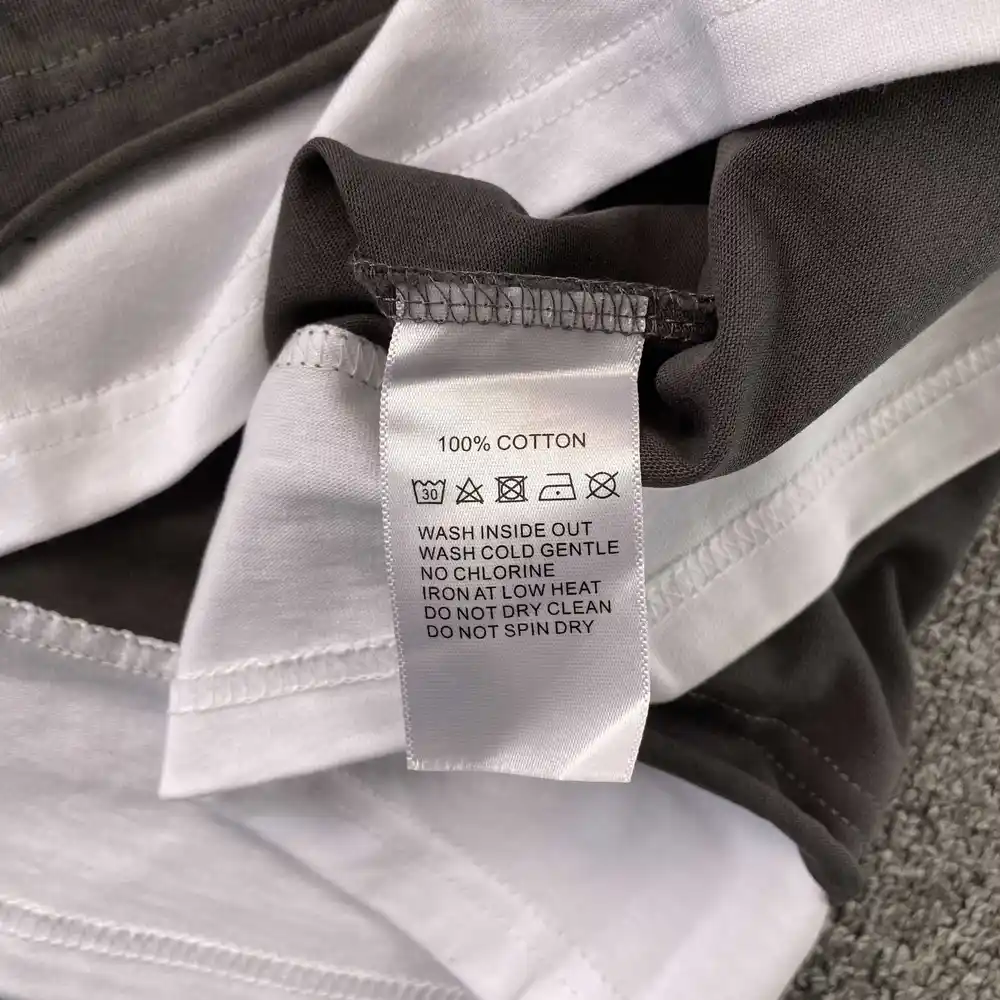 100% COTTON
30
WASH INSIDE OUT
WASH COLD GENTLE
NO CHLORINE
IRON AT LOW HEAT
DO NOT DRY CLEAN
DO NOT SPIN DRY